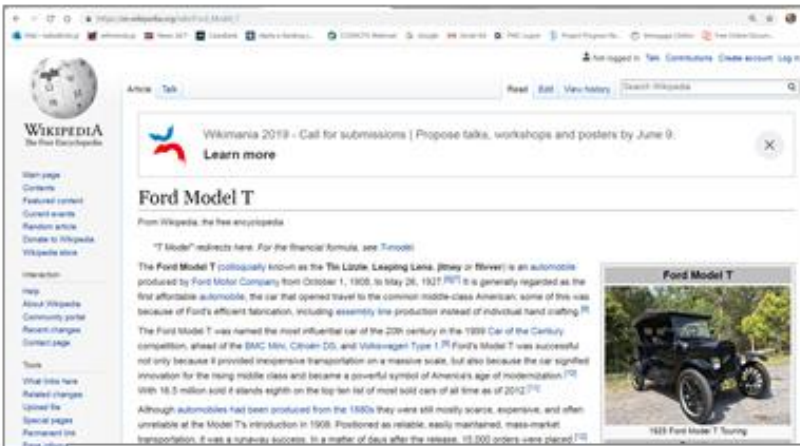 Not logged in Talk Contributions Create account Log in
Article Talk
Read Edit View history Search Wikipedia
WIKIPEDIA
The Free Encyclopedia
Wikimania 2019 - Call for submissions | Propose talks, workshops and posters by June 9.
Learn more
Main page
Contents
Featured content
Current events
Random article
Donate to Wikipedia
Wikipedia store
Interaction
Help
About Wikipedia
Community portal
Recent changes
Contact page
Tools
What links here
Related changes
Upload file
Special pages
Permanent link
Ford Model T
From Wikipedia, the free encyclopedia
"T Model" redirects here. For the financial formula, see T-model.
The Ford Model T (colloquially known as the Tin Lizzie, Leaping Lena, jitney or flivver) is an automobile
produced by Ford Motor Company from October 1, 1908, to May 26, 1927. It is generally regarded as the
first affordable automobile, the car that opened travel to the common middle-class American; some of this was
because of Ford's efficient fabrication, including assembly line production instead of individual hand crafting.
The Ford Model T was named the most influential car of the 20th century in the 1999 Car of the Century
competition, ahead of the BMC Mini, Citroën DS, and Volkswagen Type 1. Ford's Model T was successful
not only because it provided inexpensive transportation on a massive scale, but also because the car signified
innovation for the rising middle class and became a powerful symbol of America's age of modernization.
With 16.5 million sold it stands eighth on the top ten list of most sold cars of all time as of 2012.
Although automobiles had been produced from the 1880s they were still mostly scarce, expensive, and often
unreliable at the Model T's introduction in 1908. Positioned as reliable, easily maintained, mass-market
transportation, it was a runaway success. In a matter of days after the release, 15,000 orders were placed.
Ford Model T
1925 Ford Model T Touring